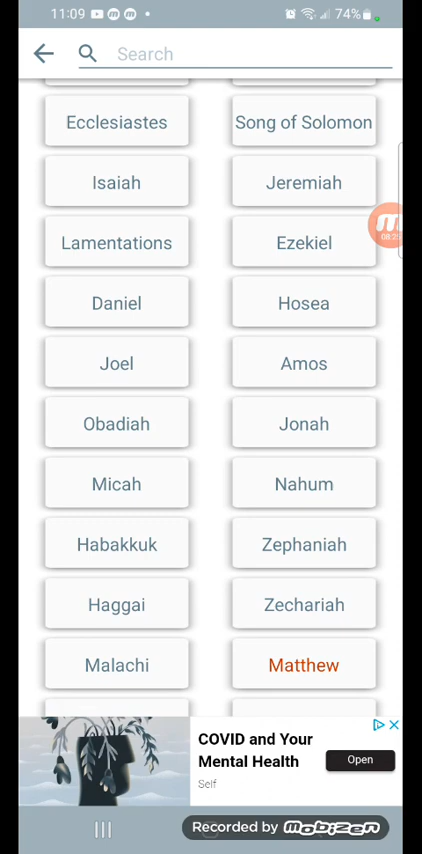 11:09 74%
Search
Ecclesiastes Song of Solomon
Isaiah Jeremiah
Lamentations Ezekiel
Daniel Hosea
Joel Amos
Obadiah Jonah
Micah Nahum
Habakkuk Zephaniah
Haggai Zechariah
Malachi Matthew
COVID and Your
Mental Health
Open
Self
Recorded by Mobizen